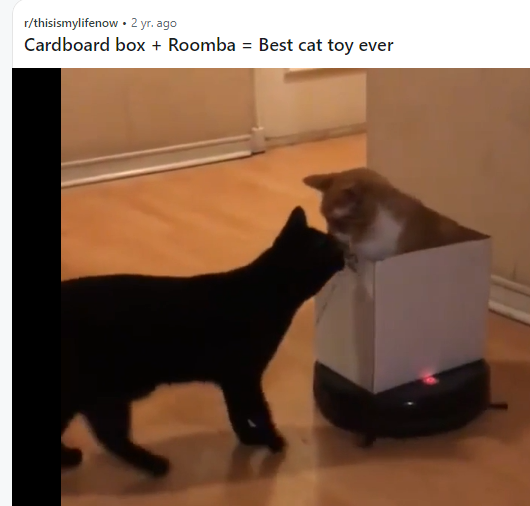 r/thisismylifenow • 2 yr. ago
Cardboard box + Roomba = Best cat toy ever